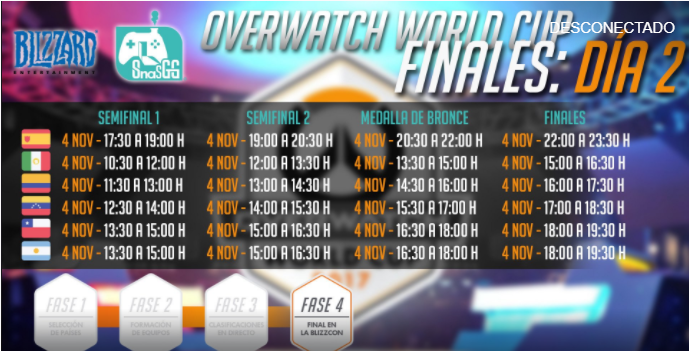 BLIZZARD
ENTERTAINMENT
SnasGG
OVERWATCH WORLD CUP
DESCONECTADO
FINALES: DÍA 2
SEMIFINAL 1 SEMIFINAL 2 MEDALLA DE BRONCE FINALES
4 NOV - 17:30 A 19:00 H 4 NOV - 19:00 A 20:30 H 4 NOV - 20:30 A 22:00 H 4 NOV - 22:00 A 23:30 H
4 NOV - 10:30 A 12:00 H 4 NOV - 12:00 A 13:30 H 4 NOV - 13:30 A 15:00 H 4 NOV - 15:00 A 16:30 H
4 NOV - 11:30 A 13:00 H 4 NOV - 13:00 A 14:30 H 4 NOV - 14:30 A 16:00 H 4 NOV - 16:00 A 17:30 H
4 NOV - 12:30 A 14:00 H 4 NOV - 14:00 A 15:30 H 4 NOV - 15:30 A 17:00 H 4 NOV - 17:00 A 18:30 H
4 NOV - 13:30 A 15:00 H 4 NOV - 15:00 A 16:30 H 4 NOV - 16:30 A 18:00 H 4 NOV - 18:00 A 19:30 H
4 NOV - 13:30 A 15:00 H 4 NOV - 15:00 A 16:30 H 4 NOV - 16:30 A 18:00 H 4 NOV - 18:00 A 19:30 H
2017
FASE 1 FASE 2 FASE 3 FASE 4
SELECCIÓN DE PAÍSES
FORMACIÓN DE EQUIPOS
CLASIFICACIONES EN DIRECTO
FINAL EN
LA BLIZZCON